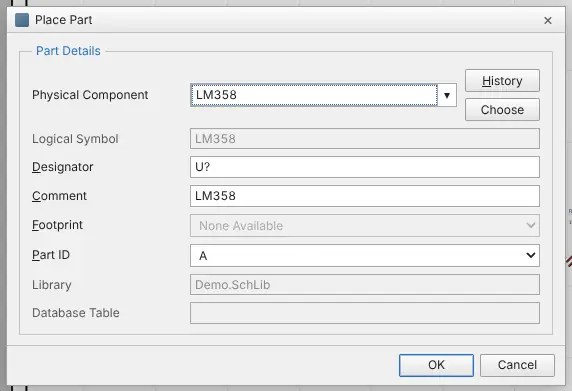 Place Part
Part Details
Physical Component LM358 History
Choose
Logical Symbol LM358
Designator U?
Comment LM358
Footprint None Available
Part ID A
Library Demo.SchLib
Database Table
OK Cancel